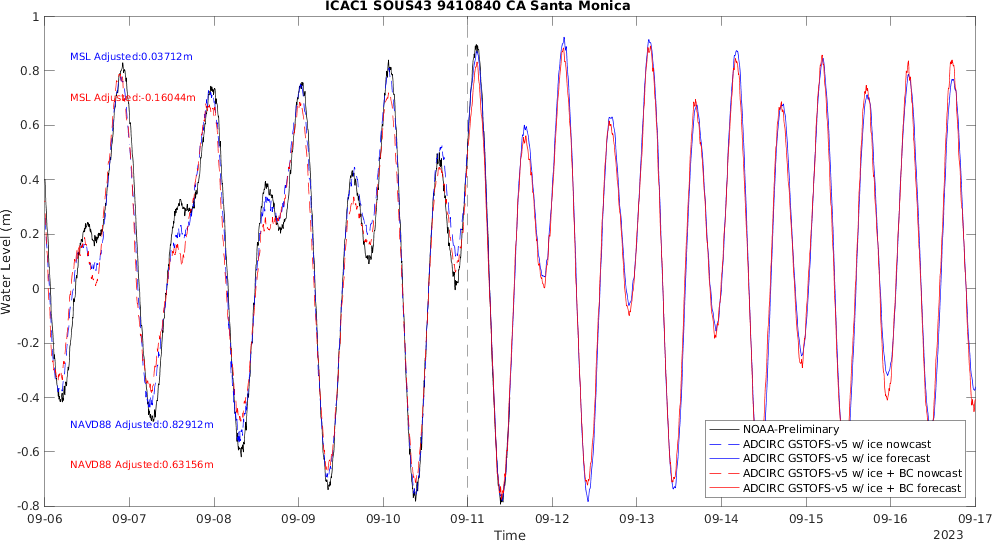 ICAC1 SOUS43 9410840 CA Santa Monica
1
0.8
0.6
0.4
0.2
0
-0.2
-0.4
-0.6
-0.8
Water Level (m)
MSL Adjusted:0.03712m
MSL Adjusted:-0.16044m
NAVD88 Adjusted:0.82912m
NAVD88 Adjusted:0.63156m
NOAA-Preliminary
ADCIRC GSTOFS-v5 w/ ice nowcast
ADCIRC GSTOFS-v5 w/ ice forecast
ADCIRC GSTOFS-v5 w/ ice + BC nowcast
ADCIRC GSTOFS-v5 w/ ice + BC forecast
09-06 09-07 09-08 09-09 09-10 09-11 09-12 09-13 09-14 09-15 09-16 09-17
Time
2023